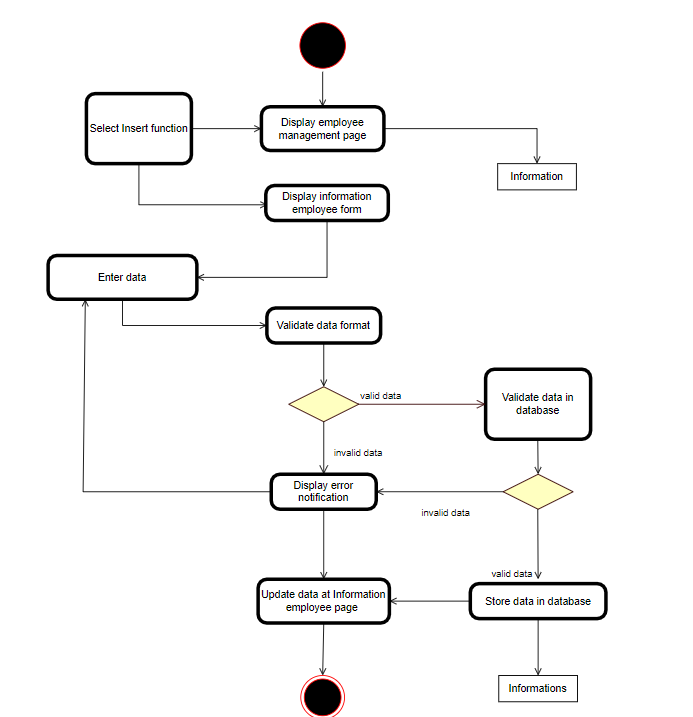 Display employee
management page
Select Insert function
Information
Display information
employee form
Enter data
Validate data format
valid data
Validate data in
database
invalid data
Display error
notification
invalid data
valid data
Update data at Information
employee page
Store data in database
Informations